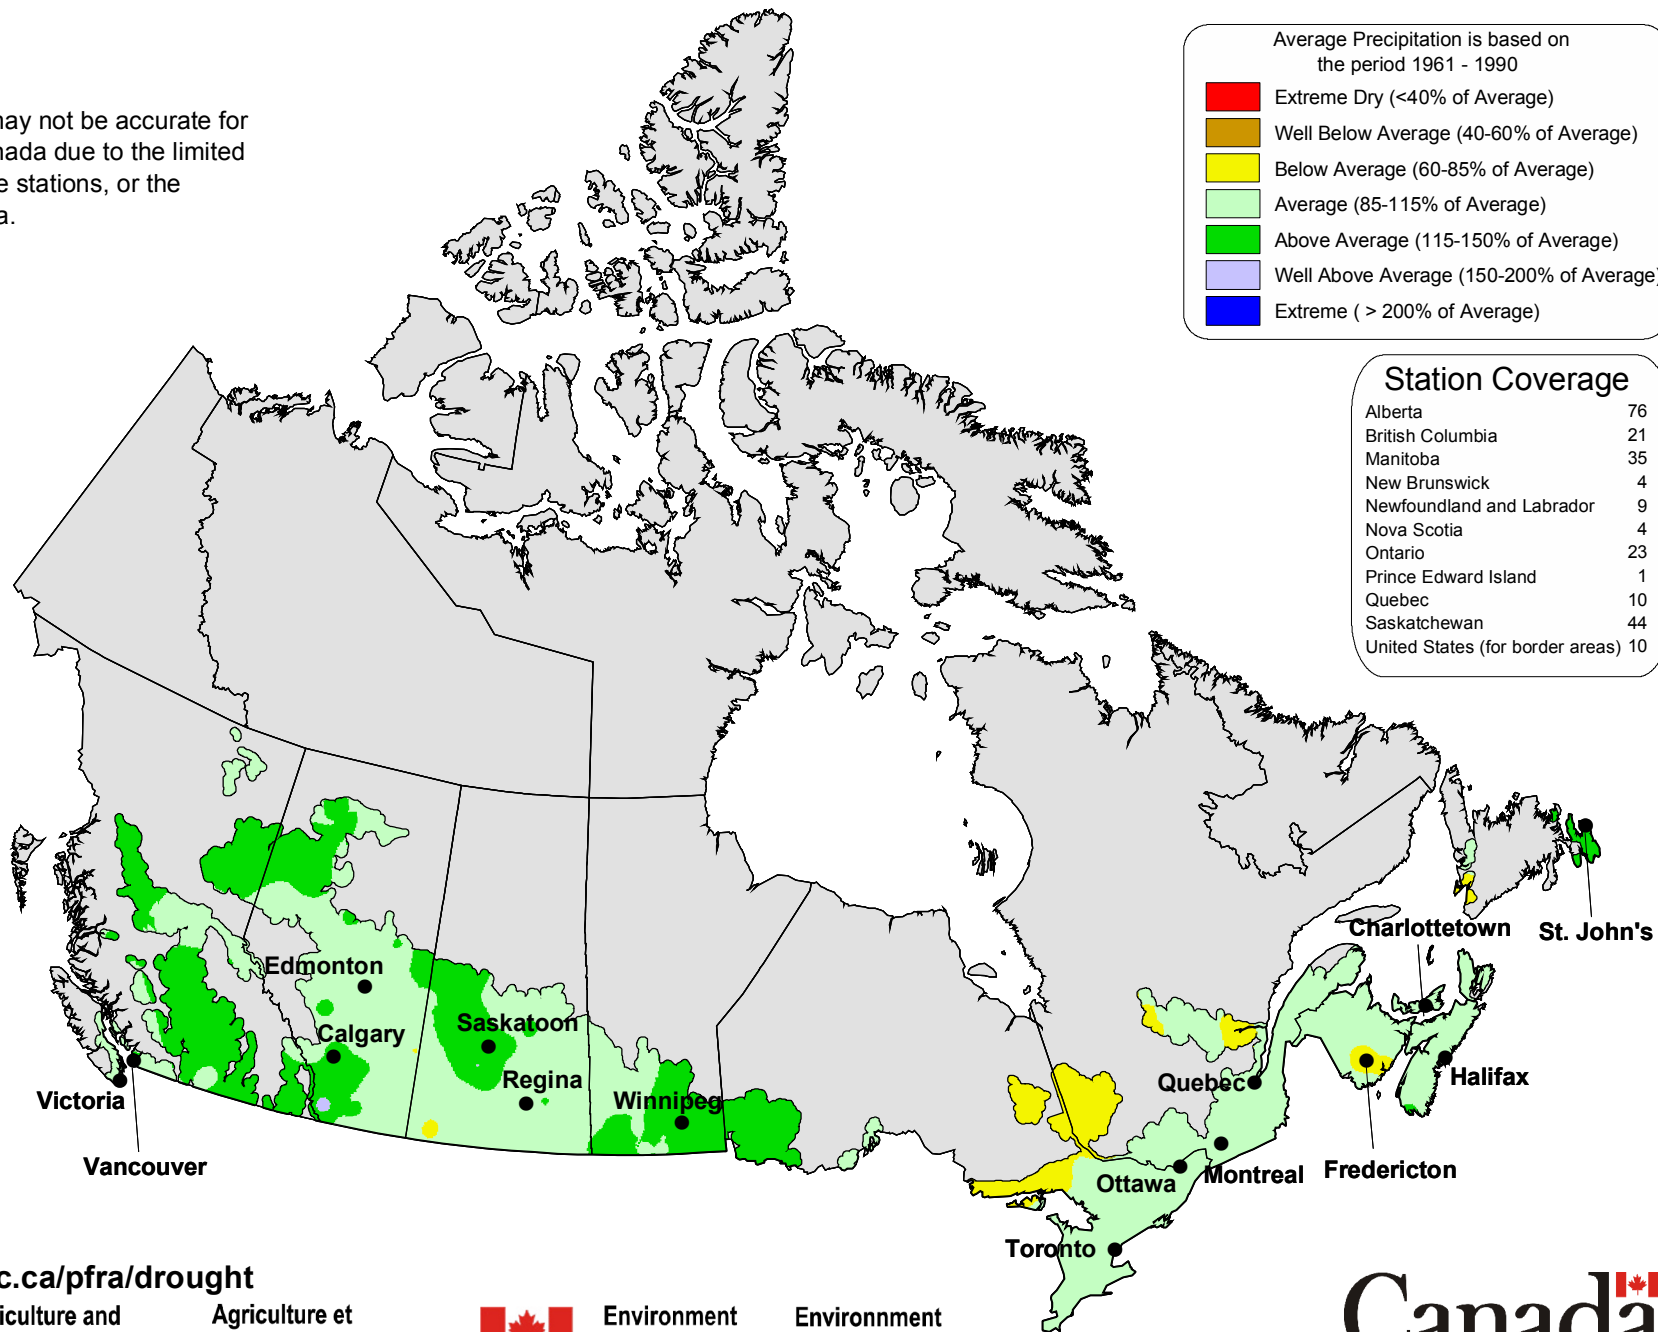 may not be accurate for
nada due to the limited
e stations, or the
a.
Average Precipitation is based on
the period 1961 - 1990
Extreme Dry (<40% of Average)
Well Below Average (40-60% of Average)
Below Average (60-85% of Average)
Average (85-115% of Average)
Above Average (115-150% of Average)
Well Above Average (150-200% of Average)
Extreme ( > 200% of Average)
Station Coverage
Alberta 76
British Columbia 21
Manitoba 35
New Brunswick 4
Newfoundland and Labrador 9
Nova Scotia 4
Ontario 23
Prince Edward Island 1
Quebec 10
Saskatchewan 44
United States (for border areas) 10
Charlottetown
St. John's
Edmonton
Calgary
Saskatoon
Regina
Winnipeg
Victoria
Vancouver
Quebec
Halifax
Montreal
Fredericton
Ottawa
Toronto
c.ca/pfra/drought
iculture and
Agriculture et
Environment
Environnment
Canada